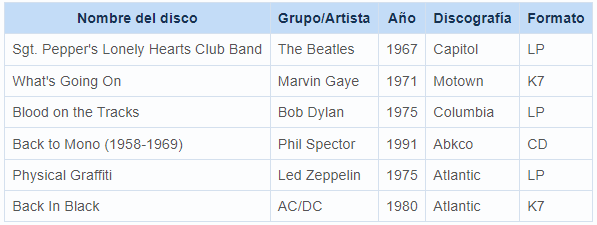 Nombre del disco Grupo/Artista Año Discografía Formato
Sgt. Pepper's Lonely Hearts Club Band The Beatles 1967 Capitol LP
What's Going On Marvin Gaye 1971 Motown K7
Blood on the Tracks Bob Dylan 1975 Columbia LP
Back to Mono (1958-1969) Phil Spector 1991 Abkco CD
Physical Graffiti Led Zeppelin 1975 Atlantic LP
Back In Black AC/DC 1980 Atlantic K7